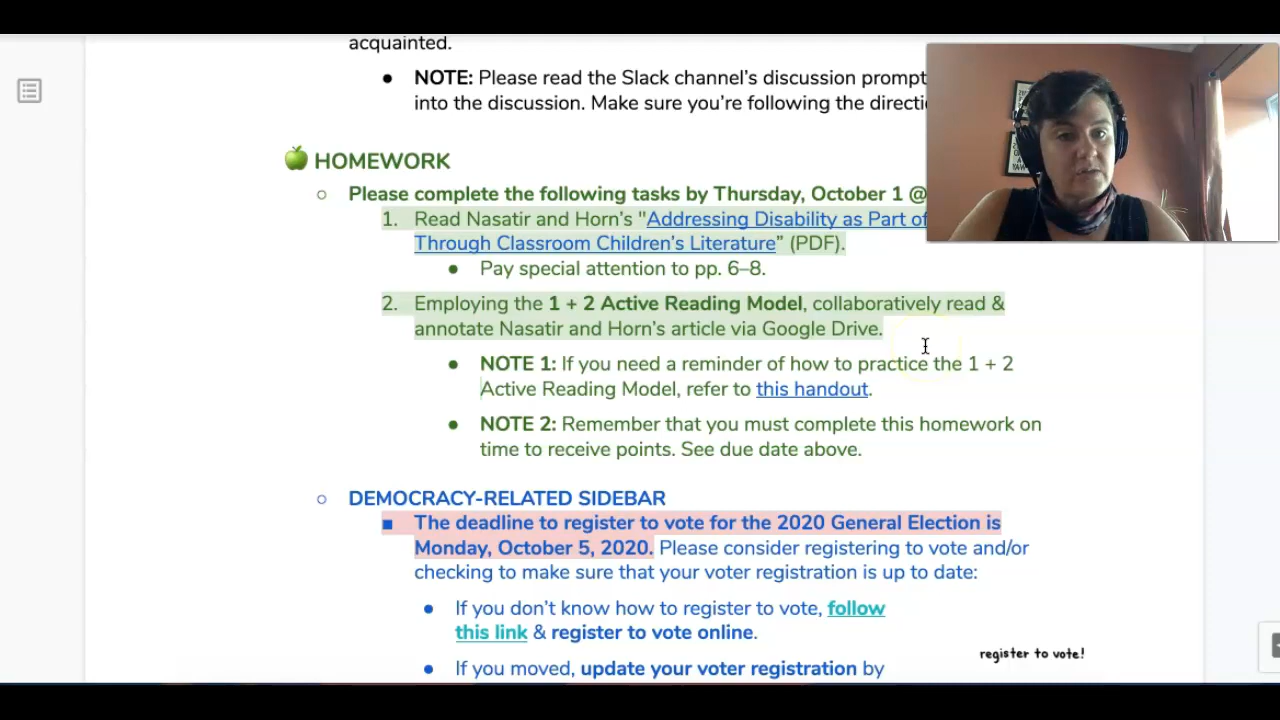 acquainted.
● NOTE: Please read the Slack channel's discussion prompt
into the discussion. Make sure you're following the directi
🍏 HOMEWORK
○ Please complete the following tasks by Thursday, October 1 @
1. Read Nasatir and Horn's "Addressing Disability as Part of
Through Classroom Children's Literature" (PDF).
● Pay special attention to pp. 6–8.
2. Employing the 1 + 2 Active Reading Model, collaboratively read &
annotate Nasatir and Horn's article via Google Drive.
● NOTE 1: If you need a reminder of how to practice the 1 + 2
Active Reading Model, refer to this handout.
● NOTE 2: Remember that you must complete this homework on
time to receive points. See due date above.
○ DEMOCRACY-RELATED SIDEBAR
■ The deadline to register to vote for the 2020 General Election is
Monday, October 5, 2020. Please consider registering to vote and/or
checking to make sure that your voter registration is up to date:
● If you don't know how to register to vote, follow
this link & register to vote online.
register to vote!
● If you moved, update your voter registration by